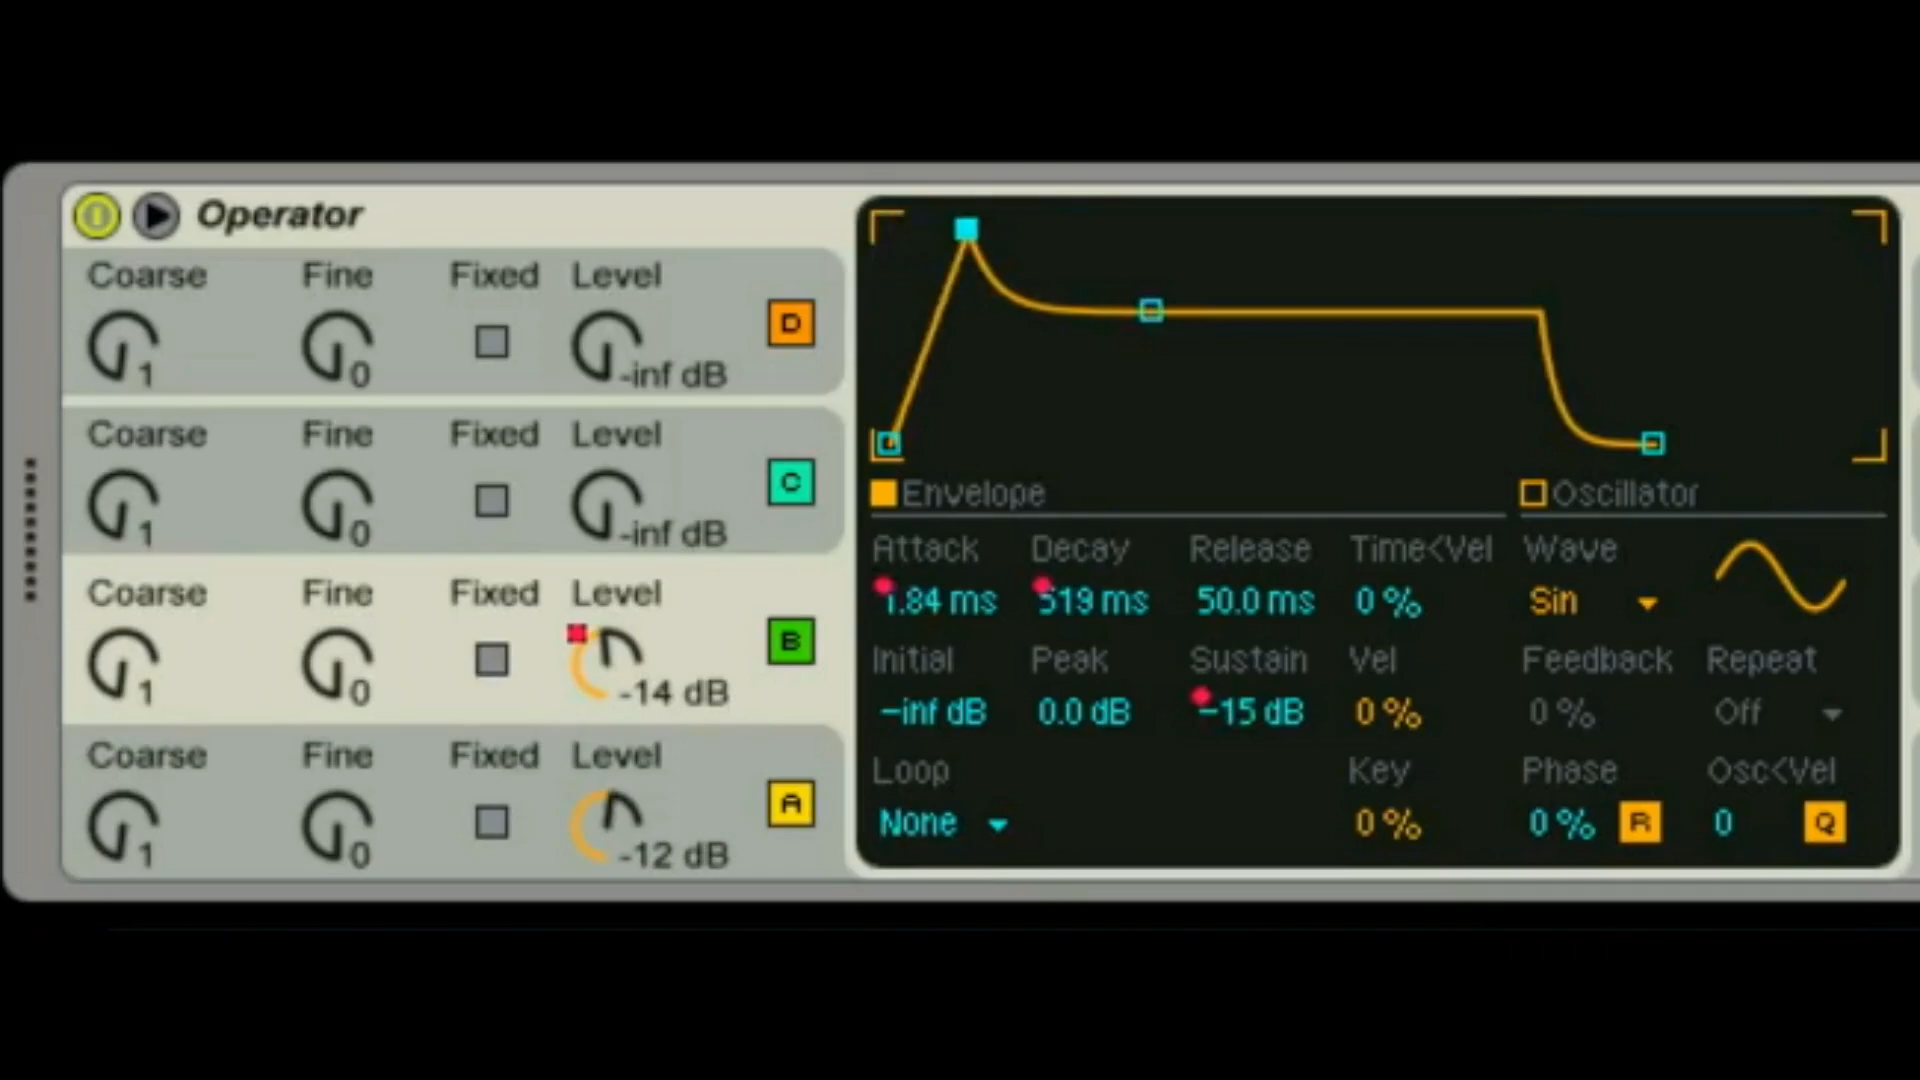 Operator
Coarse Fine Fixed Level
1 0 -inf dB D
Coarse Fine Fixed Level
1 0 -inf dB C
Coarse Fine Fixed Level
1 0 -14 dB B
Coarse Fine Fixed Level
1 0 -12 dB A
Envelope Oscillator
Attack Decay Release Time<Vel Wave
1.84 ms 519 ms 50.0 ms 0 % Sin
Initial Peak Sustain Vel Feedback Repeat
-inf dB 0.0 dB -15 dB 0 % 0 % Off
Loop Key Phase Osc<Vel
None 0 % 0 % R 0 Q